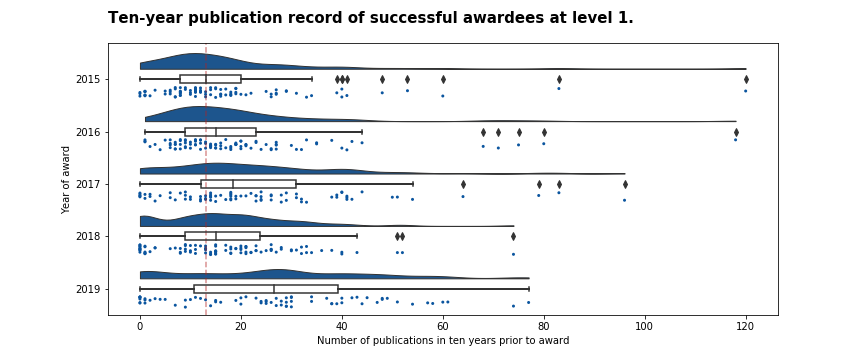 Ten-year publication record of successful awardees at level 1.
Year of award
2015
2016
2017
2018
2019
0 20 40 60 80 100 120
Number of publications in ten years prior to award